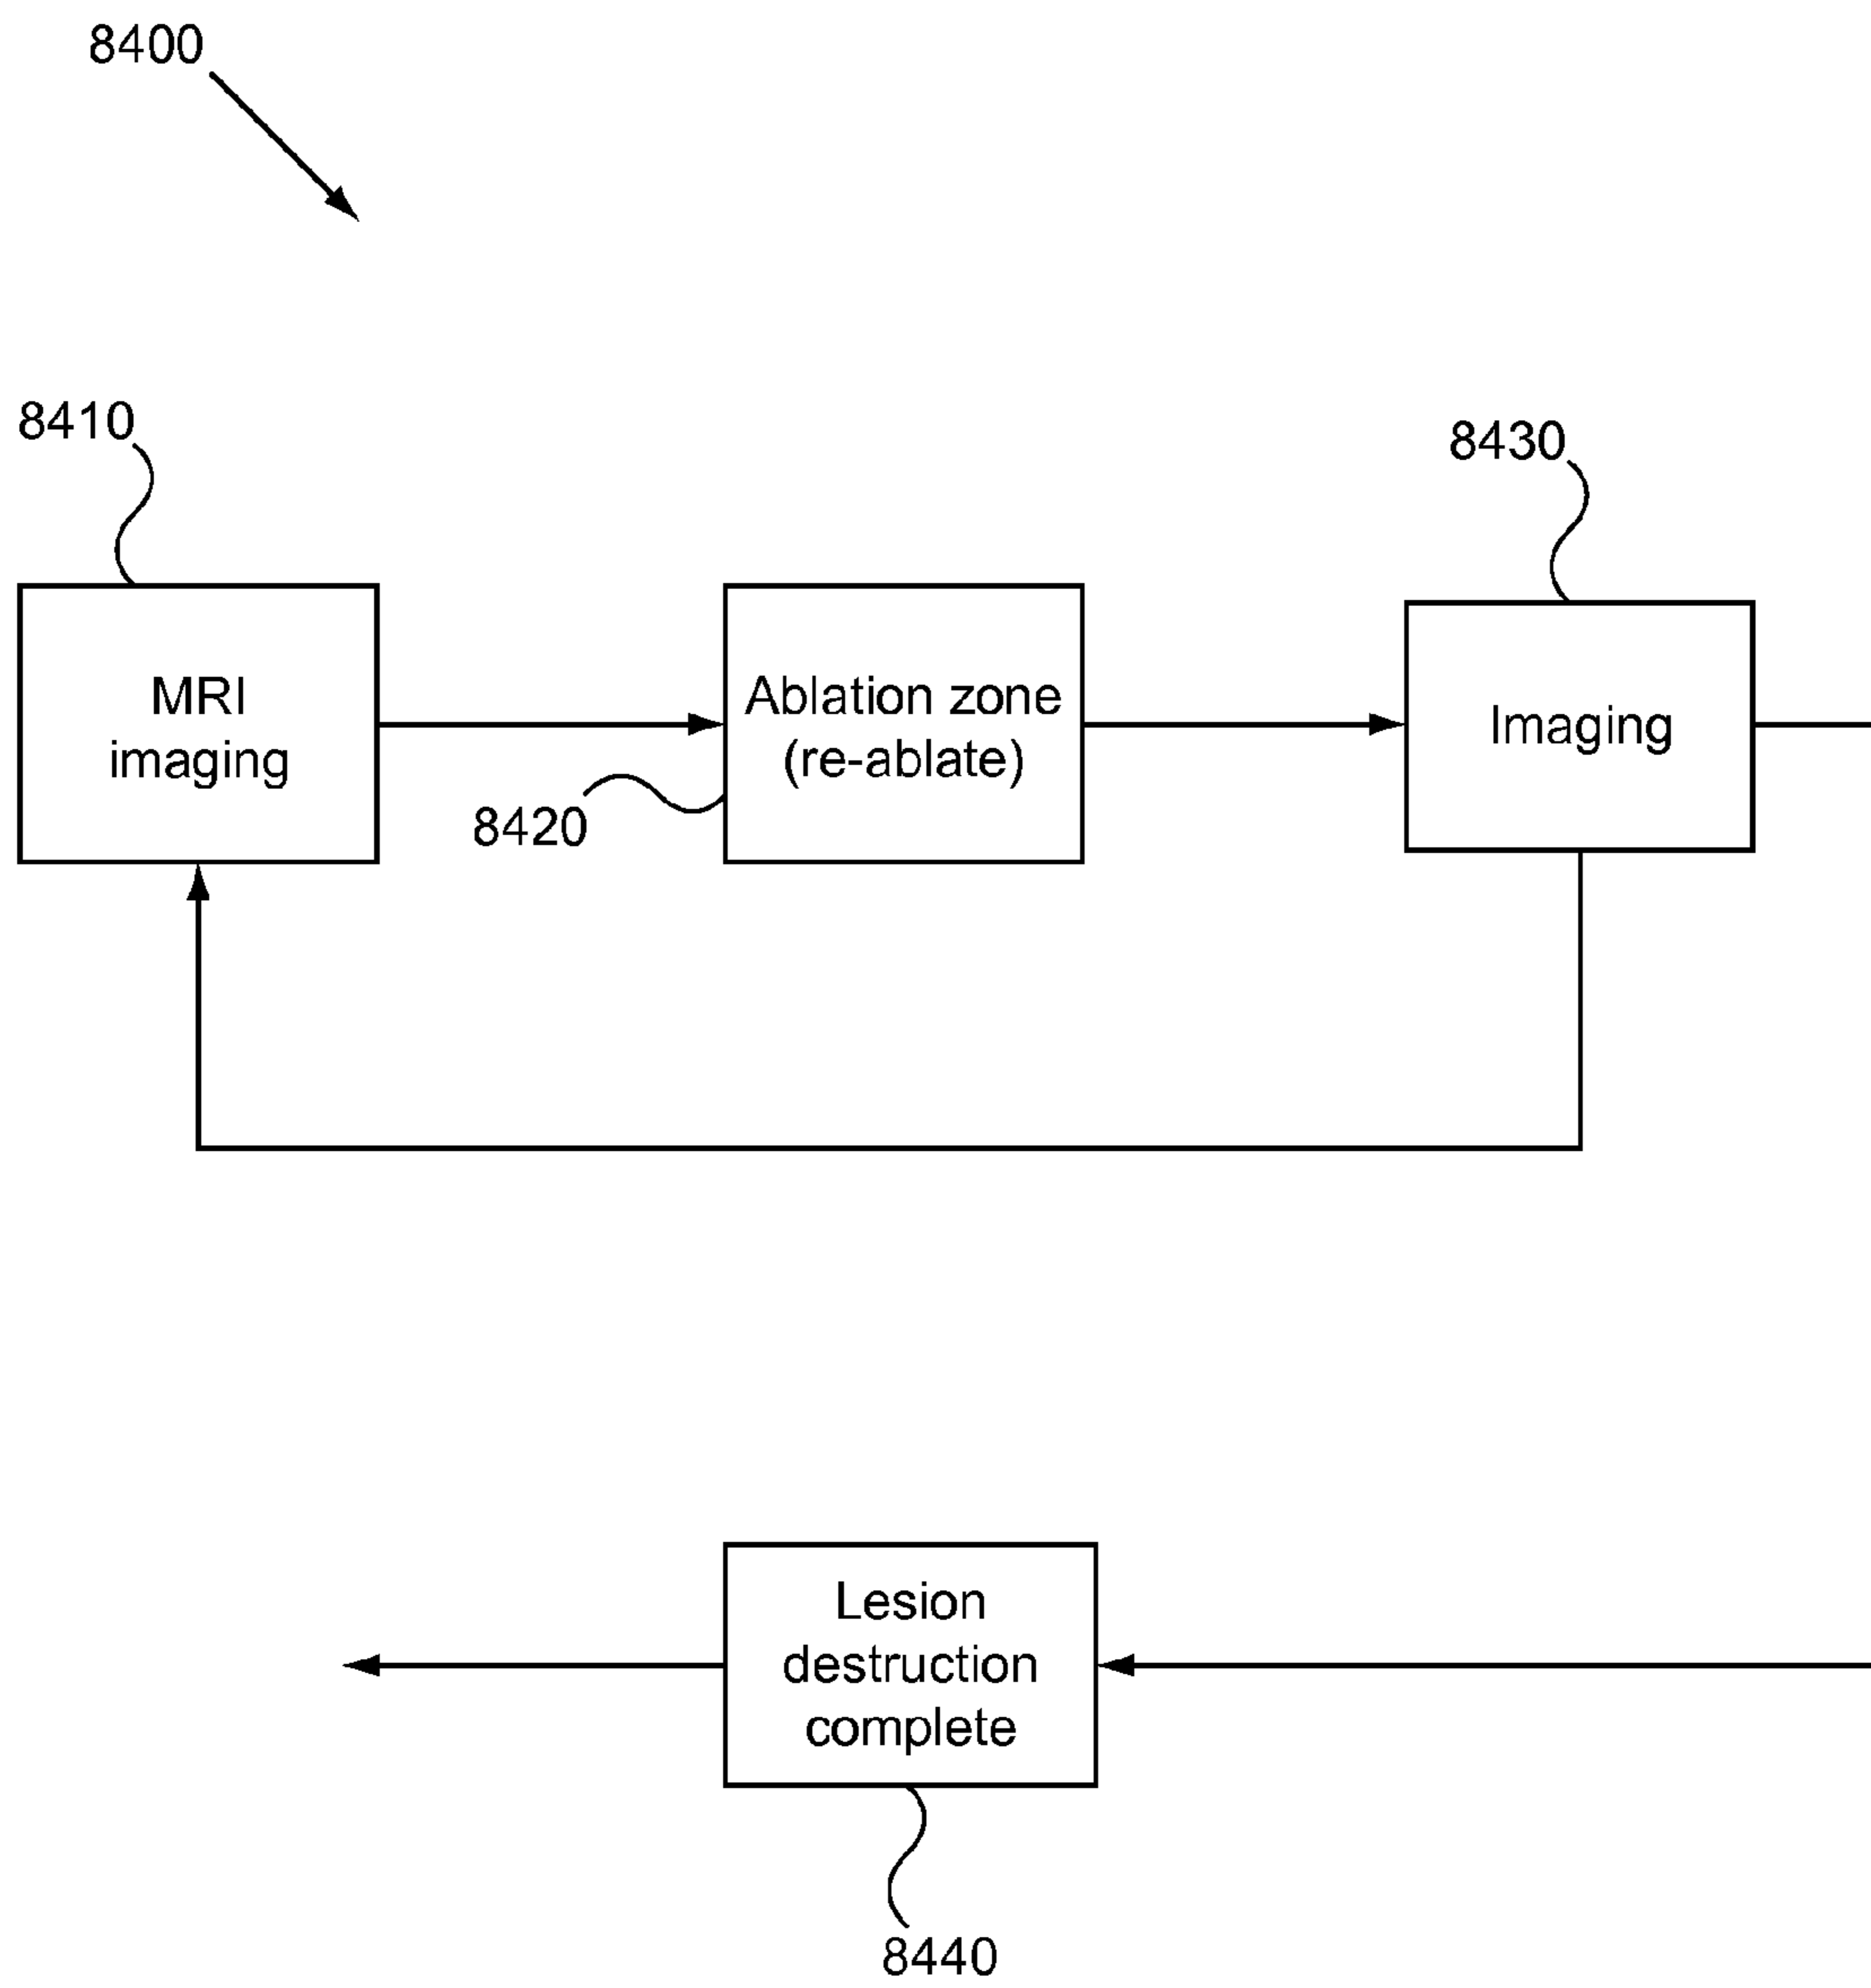 8400
8410
8430
MRI
imaging
Ablation zone
(re-ablate)
Imaging
8420
Lesion
destruction
complete
8440